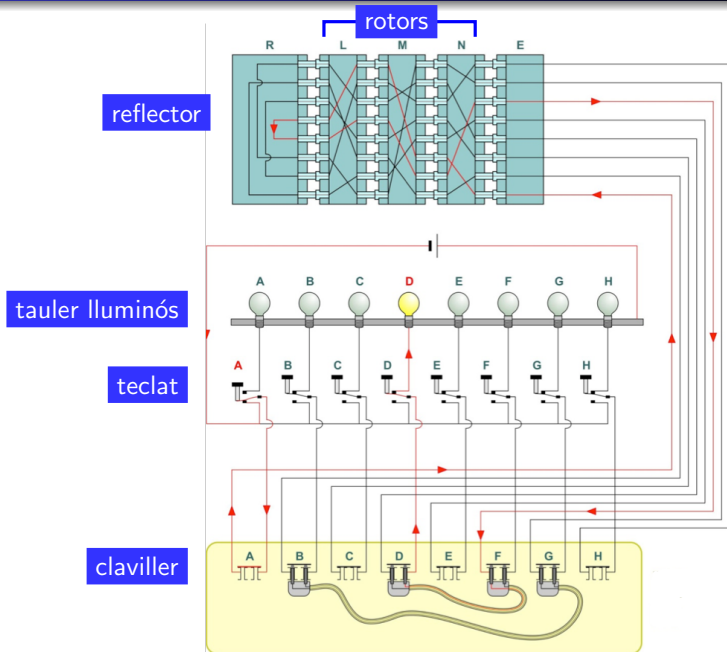 rotors
R L M N E
reflector
A B C D E F G H
tauler lluminós
A B C D E F G H
teclat
A B C D E F G H
claviller